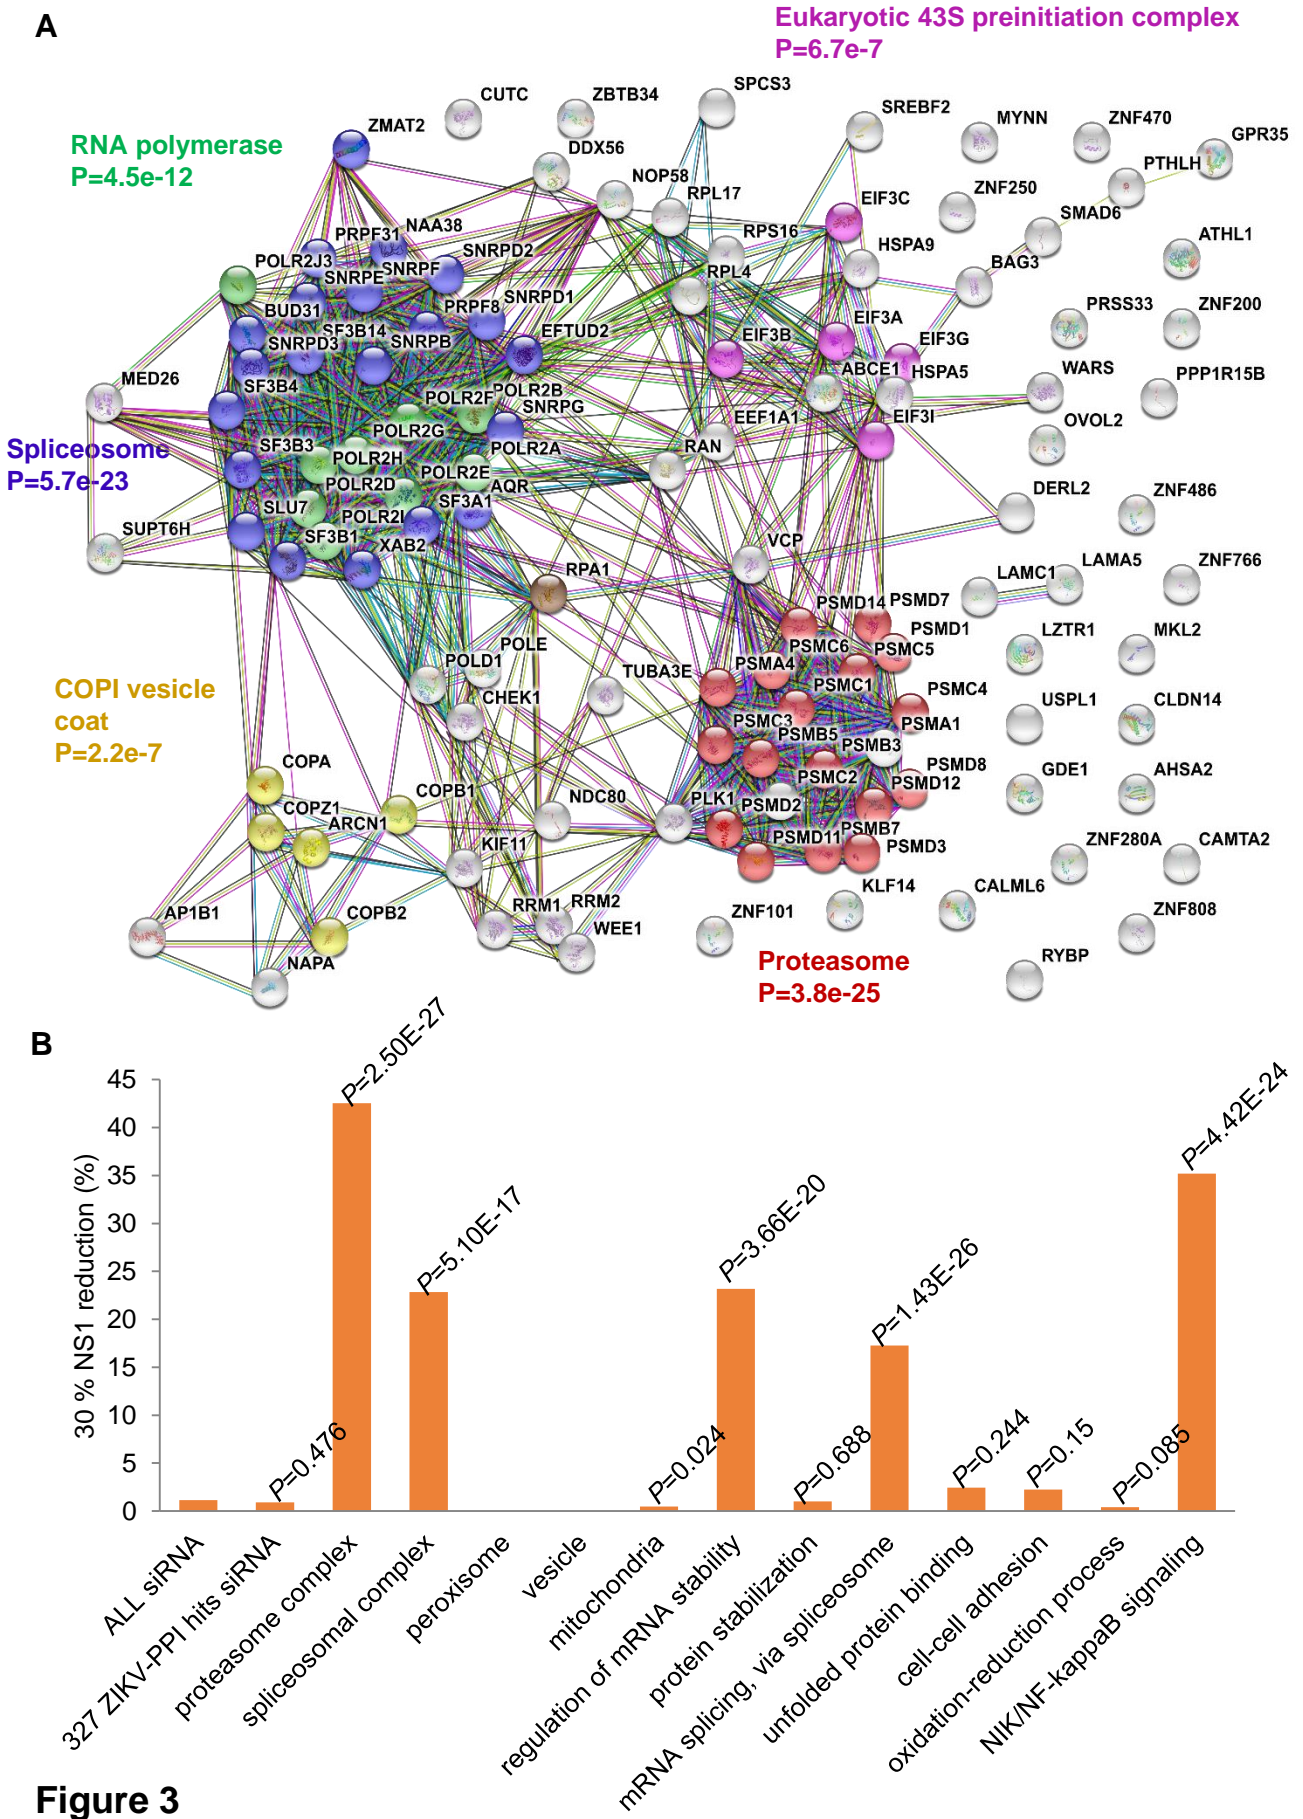 A
Eukaryotic 43S preinitiation complex
P=6.7e-7
SPCS3
CUTC
ZBTB34
SREBF2
MYNN
ZNF470
GPR35
ZMAT2
RNA polymerase
P=4.5e-12
DDX56
NOP58
RPL17
PTHLH
ZNF250
EIF3C
SMAD6
PRPF31
NAA38
RPS16
ATHL1
HSPA9
SNRPD2
POLR2J3
SNRPE
SNRPF
RPL4
BAG3
SNRPD1
PRPF8
BUD31
PRSS33
ZNF200
EIF3A
SF3B14
EFTUD2
SNRPD3
SNRPB
EIF3B
EIF3G
ABCE1
HSPA5
WARS
PPP1R15B
MED26
SF3B4
POLR2F
POLR2B
SNRPG
EEF1A1
EIF3I
OVOL2
POLR2G
Spliceosome
P=5.7e-23
SF3B3
POLR2H
POLR2A
RAN
POLR2E
POLR2D
AQR
DERL2
ZNF486
SLU7
POLR2L
SF3A1
SUPT6H
SF3B1
XAB2
VCP
RPA1
LAMC1
LAMA5
ZNF766
PSMD14
PSMD7
PSMD1
LZTR1
MKL2
POLE
PSMC6
PSMC5
POLD1
TUBA3E
PSMA4
PSMC1
COPI vesicle
coat
P=2.2e-7
CHEK1
PSMC4
USPL1
CLDN14
PSMC3
PSMA1
PSMB5
PSMB3
COPA
PSMD8
GDE1
AHSA2
PSMC2
PSMD12
COPB1
NDC80
PLK1
PSMD2
COPZ1
ARCN1
PSMD11
PSMB7
PSMD3
ZNF280A
CAMTA2
KIF11
KLF14
CALML6
RRM1
RRM2
AP1B1
COPB2
WEE1
ZNF101
ZNF808
NAPA
Proteasome
P=3.8e-25
RYBP
B
30 % NS1 reduction (%)
45
40
35
30
25
20
15
10
5
0
P=0.476
P=2.50E-27
P=5.10E-17
P=0.024
P=3.66E-20
P=0.688
P=1.43E-26
P=0.244
P=0.15
P=0.085
P=4.42E-24
ALL siRNA
327 ZIKV-PPI hits siRNA
proteasome complex
spliceosomal complex
peroxisome
vesicle
mitochondria
regulation of mRNA stability
protein stabilization
mRNA splicing, via spliceosome
unfolded protein binding
cell-cell adhesion
oxidation-reduction process
NIK/NF-kappaB signaling
Figure 3